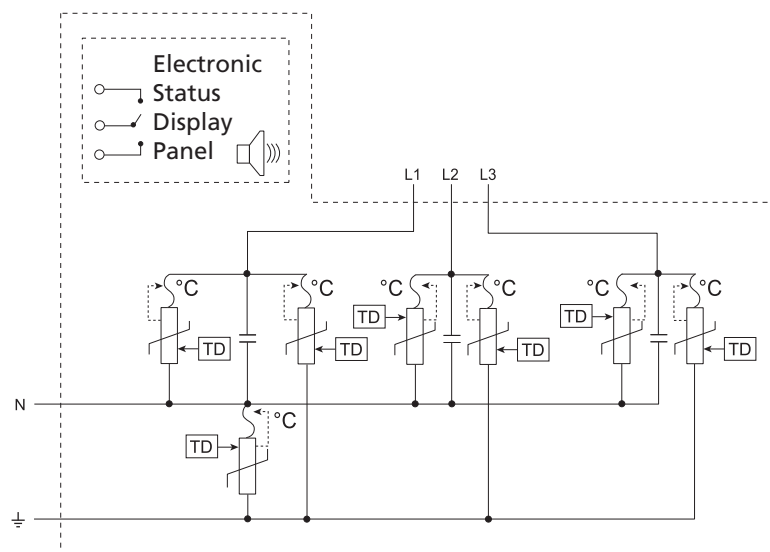 Electronic
Status
Display
Panel
L1 L2 L3
°C °C °C °C °C °C
TD TD
TD TD TD TD
N
°C
TD